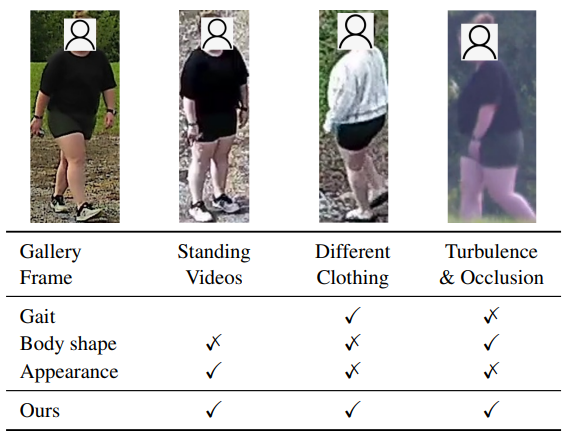 Gallery Frame Standing Videos Different Clothing Turbulence & Occlusion
Gait ✓ ✓̸
Body shape ✓̸ ✓̸ ✓
Appearance ✓ ✓̸ ✓̸
Ours ✓ ✓ ✓